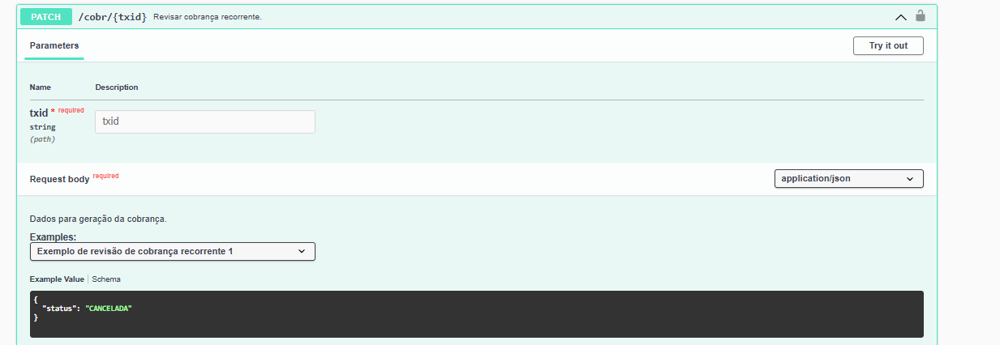 PATCH /cobr/{txid} Revisar cobrança recorrente.
Parameters Try it out
Name Description
txid * required
string
(path)
txid
Request body required application/json
Dados para geração da cobrança.
Examples:
Exemplo de revisão de cobrança recorrente 1
Example Value | Schema
{
"status": "CANCELADA"
}